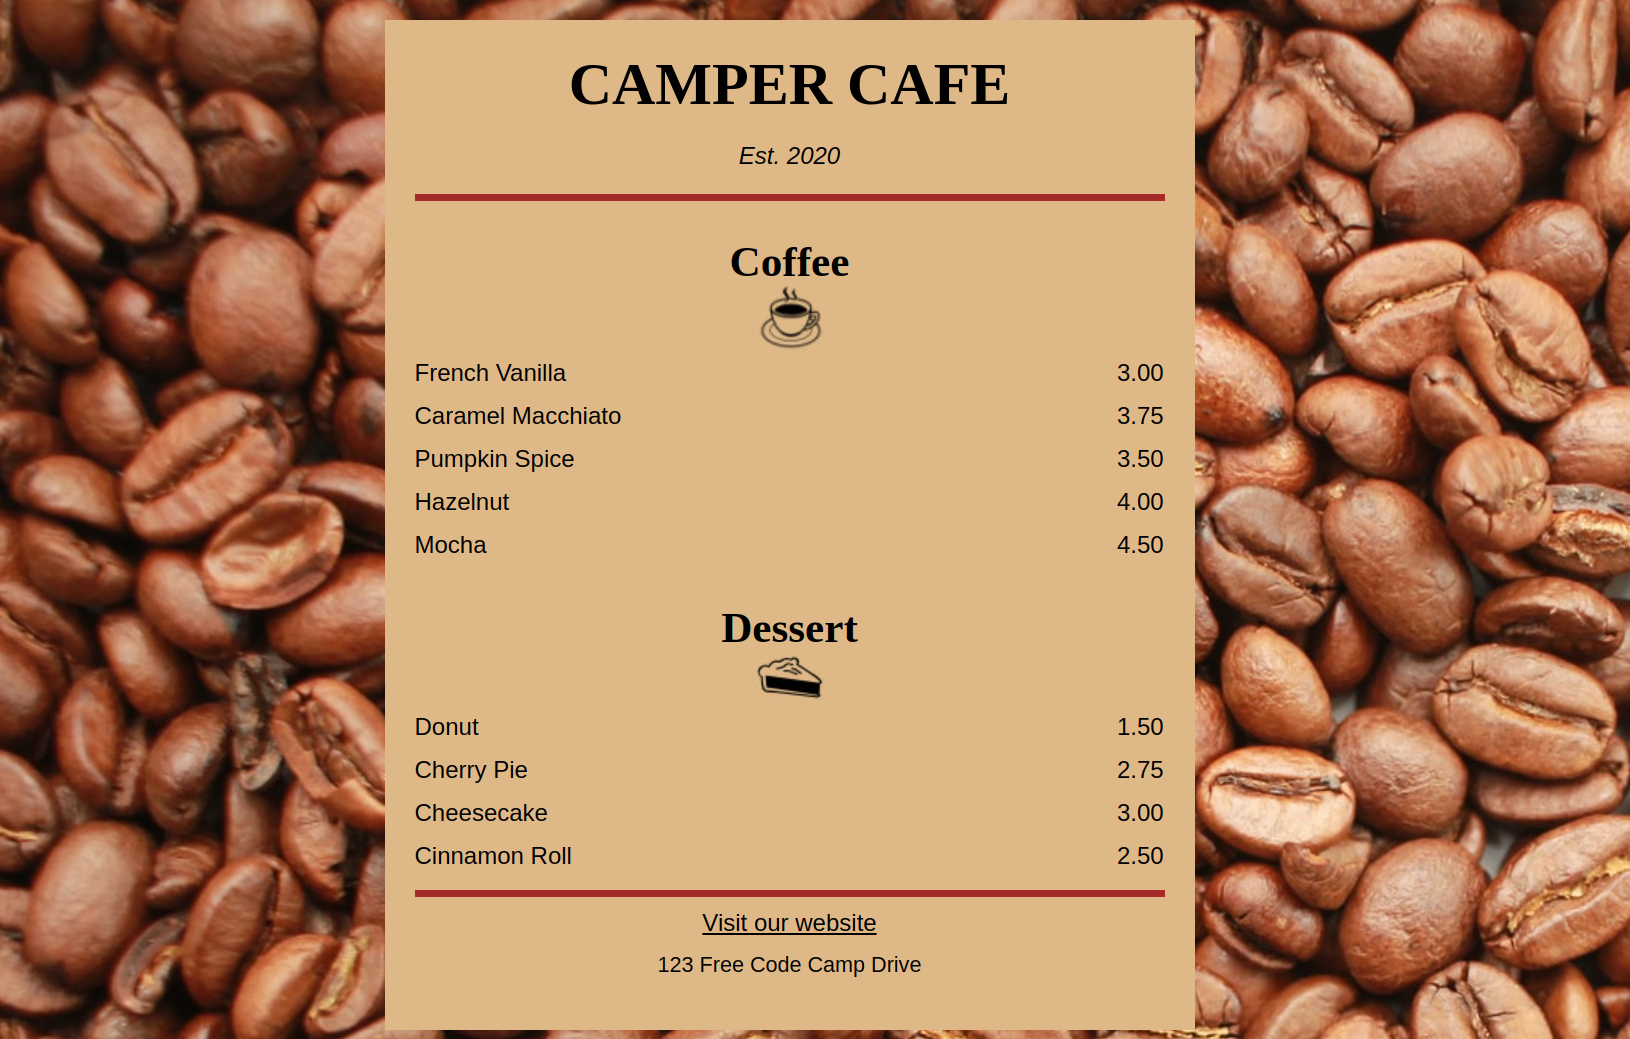 CAMPER CAFE
Est. 2020
Coffee
French Vanilla 3.00
Caramel Macchiato 3.75
Pumpkin Spice 3.50
Hazelnut 4.00
Mocha 4.50
Dessert
Donut 1.50
Cherry Pie 2.75
Cheesecake 3.00
Cinnamon Roll 2.50
Visit our website
123 Free Code Camp Drive